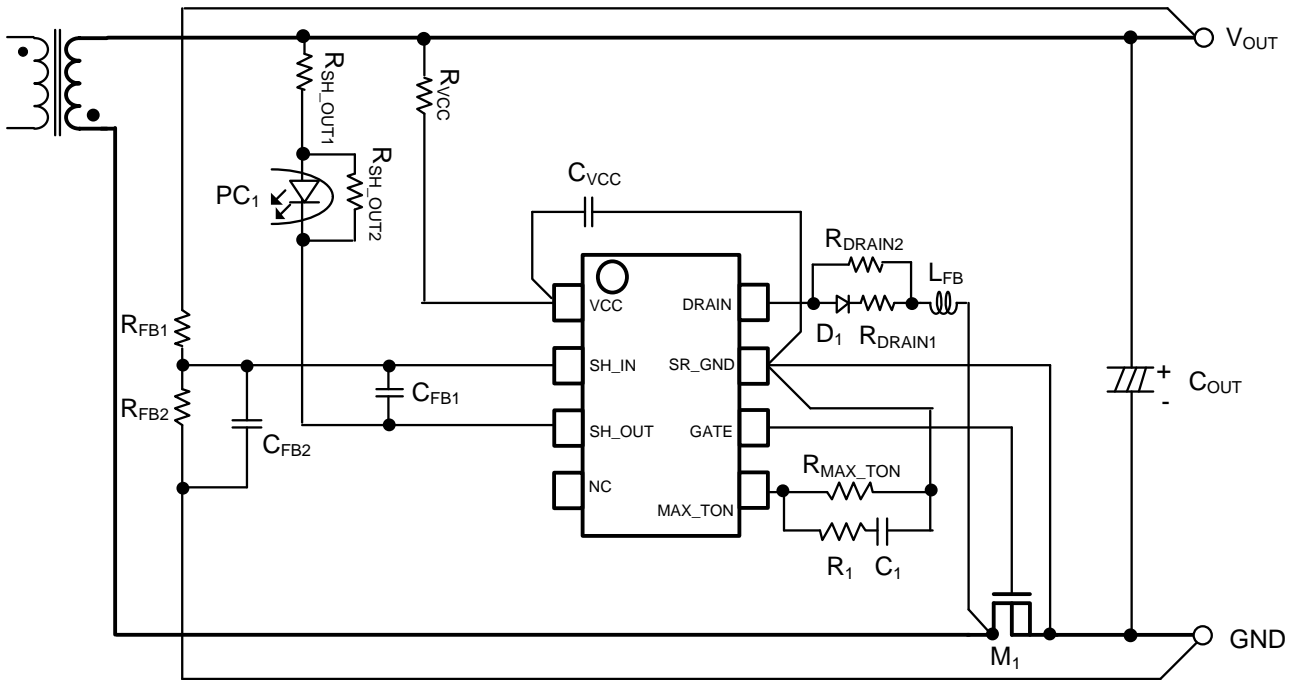 VOUT
RSH_OUT1
RVCC
RSH_OUT2
PC1
CVCC
RDRAIN2
LFB
VCC
DRAIN
D1
RDRAIN1
RFB1
SH_IN
SR_GND
CFB1
+
COUT
-
RFB2
CFB2
SH_OUT
GATE
RMAX_TON
NC
MAX_TON
R1
C1
M1
GND